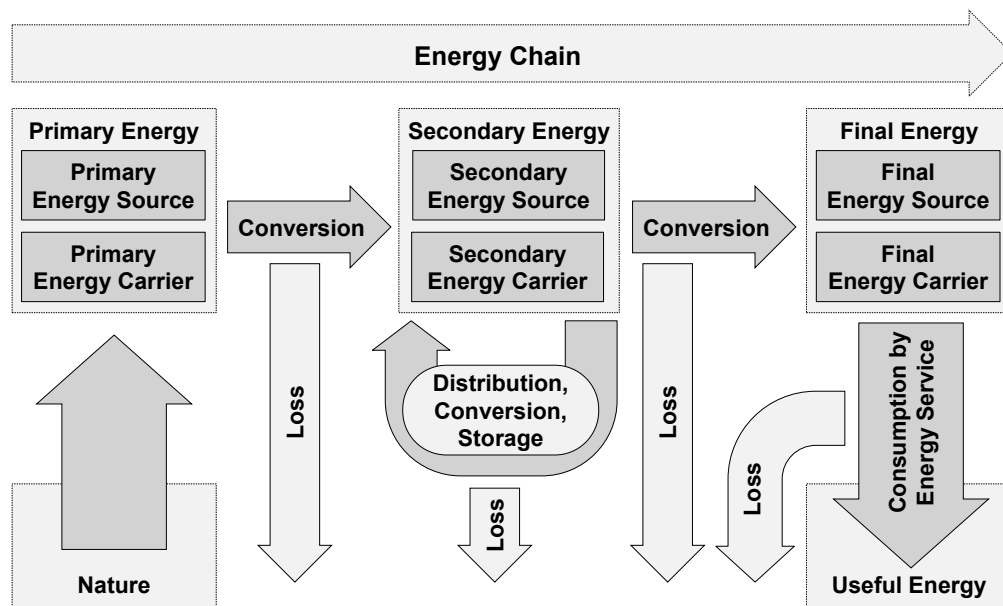 Energy Chain
Primary Energy
Primary
Energy Source
Primary
Energy Carrier
Conversion
Secondary Energy
Secondary
Energy Source
Secondary
Energy Carrier
Conversion
Final Energy
Final
Energy Source
Final
Energy Carrier
Loss
Distribution,
Conversion,
Storage
Loss
Loss
Loss
Consumption by
Energy Service
Nature
Useful Energy